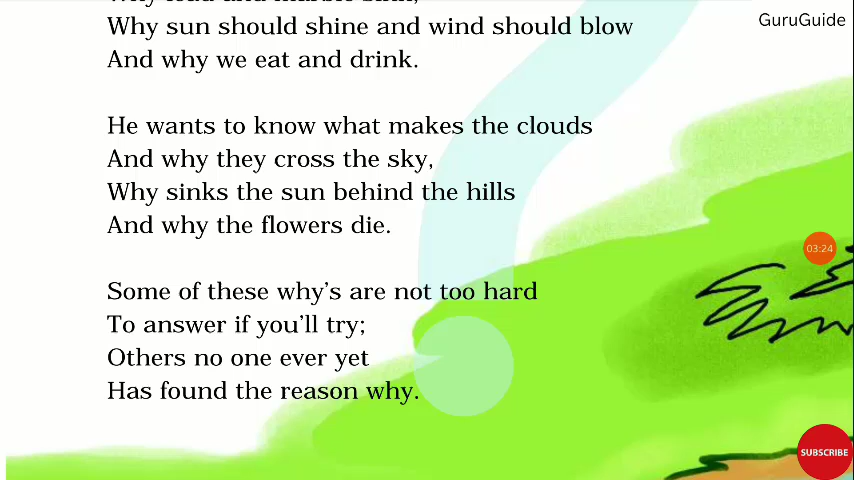 GuruGuide
Why sun should shine and wind should blow
And why we eat and drink.
He wants to know what makes the clouds
And why they cross the sky,
Why sinks the sun behind the hills
And why the flowers die.
03:24
Some of these why's are not too hard
To answer if you'll try;
Others no one ever yet
Has found the reason why.
SUBSCRIBE